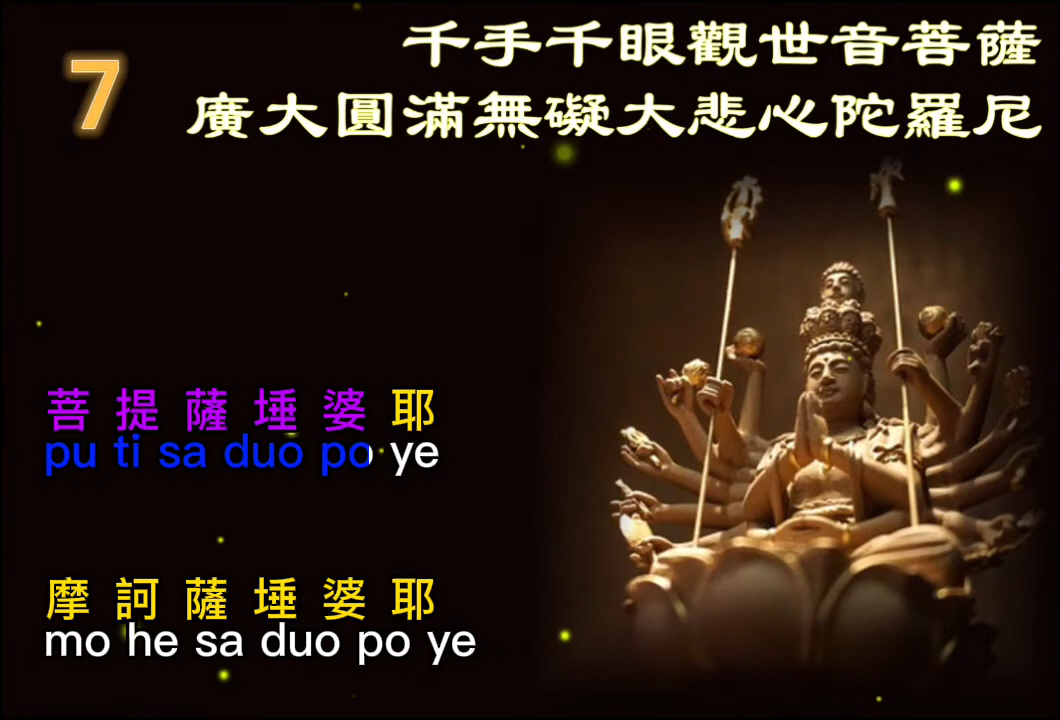 千手千眼觀世音菩薩
7
廣大圓滿無礙大悲心陀羅尼
菩提薩埵婆耶
pu ti sa duo po ye
摩訶薩埵婆耶
mo he sa duo po ye